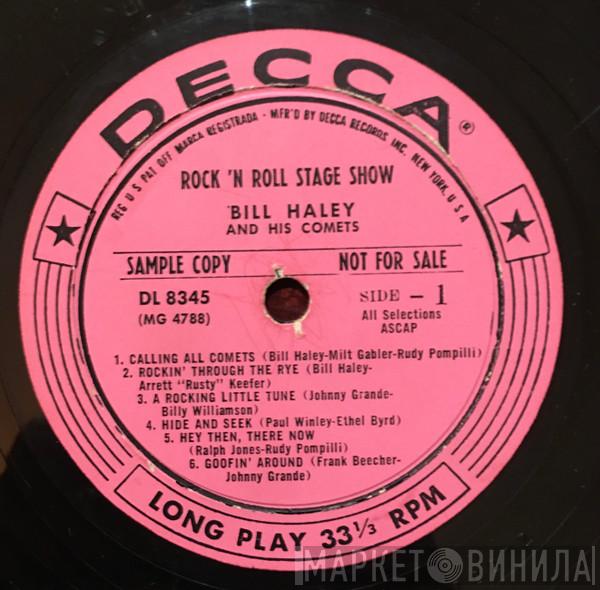 DECCA®
REG U S PAT OFF MARCA REGISTRADA - MFR'D BY DECCA RECORDS, INC. NEW YORK, U S A
ROCK 'N ROLL STAGE SHOW
BILL HALEY
AND HIS COMETS
SAMPLE COPY NOT FOR SALE
DL 8345 SIDE - 1
(MG 4788) All Selections
ASCAP
1. CALLING ALL COMETS (Bill Haley-Milt Gabler-Rudy Pompilli)
2. ROCKIN' THROUGH THE RYE (Bill Haley-
Arrett "Rusty" Keefer)
3. A ROCKING LITTLE TUNE (Johnny Grande-
Billy Williamson)
4. HIDE AND SEEK (Paul Winley-Ethel Byrd)
5. HEY THEN, THERE NOW
(Ralph Jones-Rudy Pompilli)
6. GOOFIN' AROUND (Frank Beecher-
Johnny Grande)
LONG PLAY 33⅓ RPM
МАРКЕТ ВИНИЛА